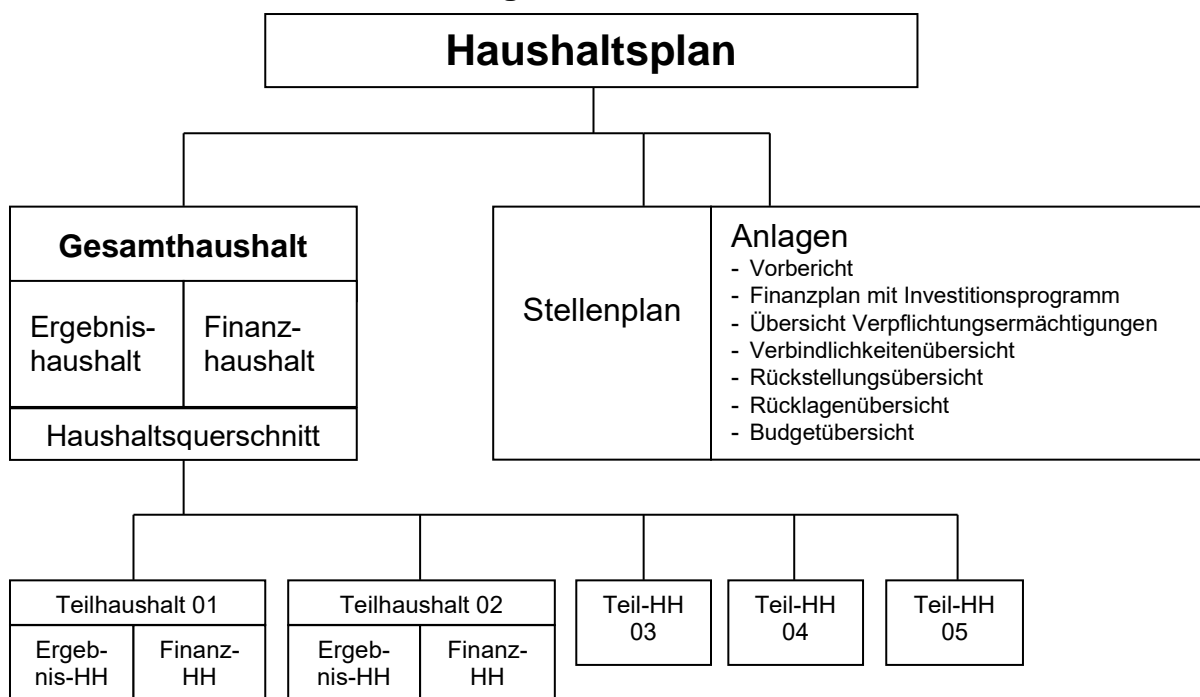 Haushaltsplan
Gesamthaushalt
Ergebnis-
haushalt
Finanz-
haushalt
Haushaltsquerschnitt
Stellenplan
Anlagen
- Vorbericht
- Finanzplan mit Investitionsprogramm
- Übersicht Verpflichtungsermächtigungen
- Verbindlichkeitenübersicht
- Rückstellungsübersicht
- Rücklagenübersicht
- Budgetübersicht
Teilhaushalt 01
Ergeb-
nis-HH
Finanz-
HH
Teilhaushalt 02
Ergeb-
nis-HH
Finanz-
HH
Teil-HH
03
Teil-HH
04
Teil-HH
05